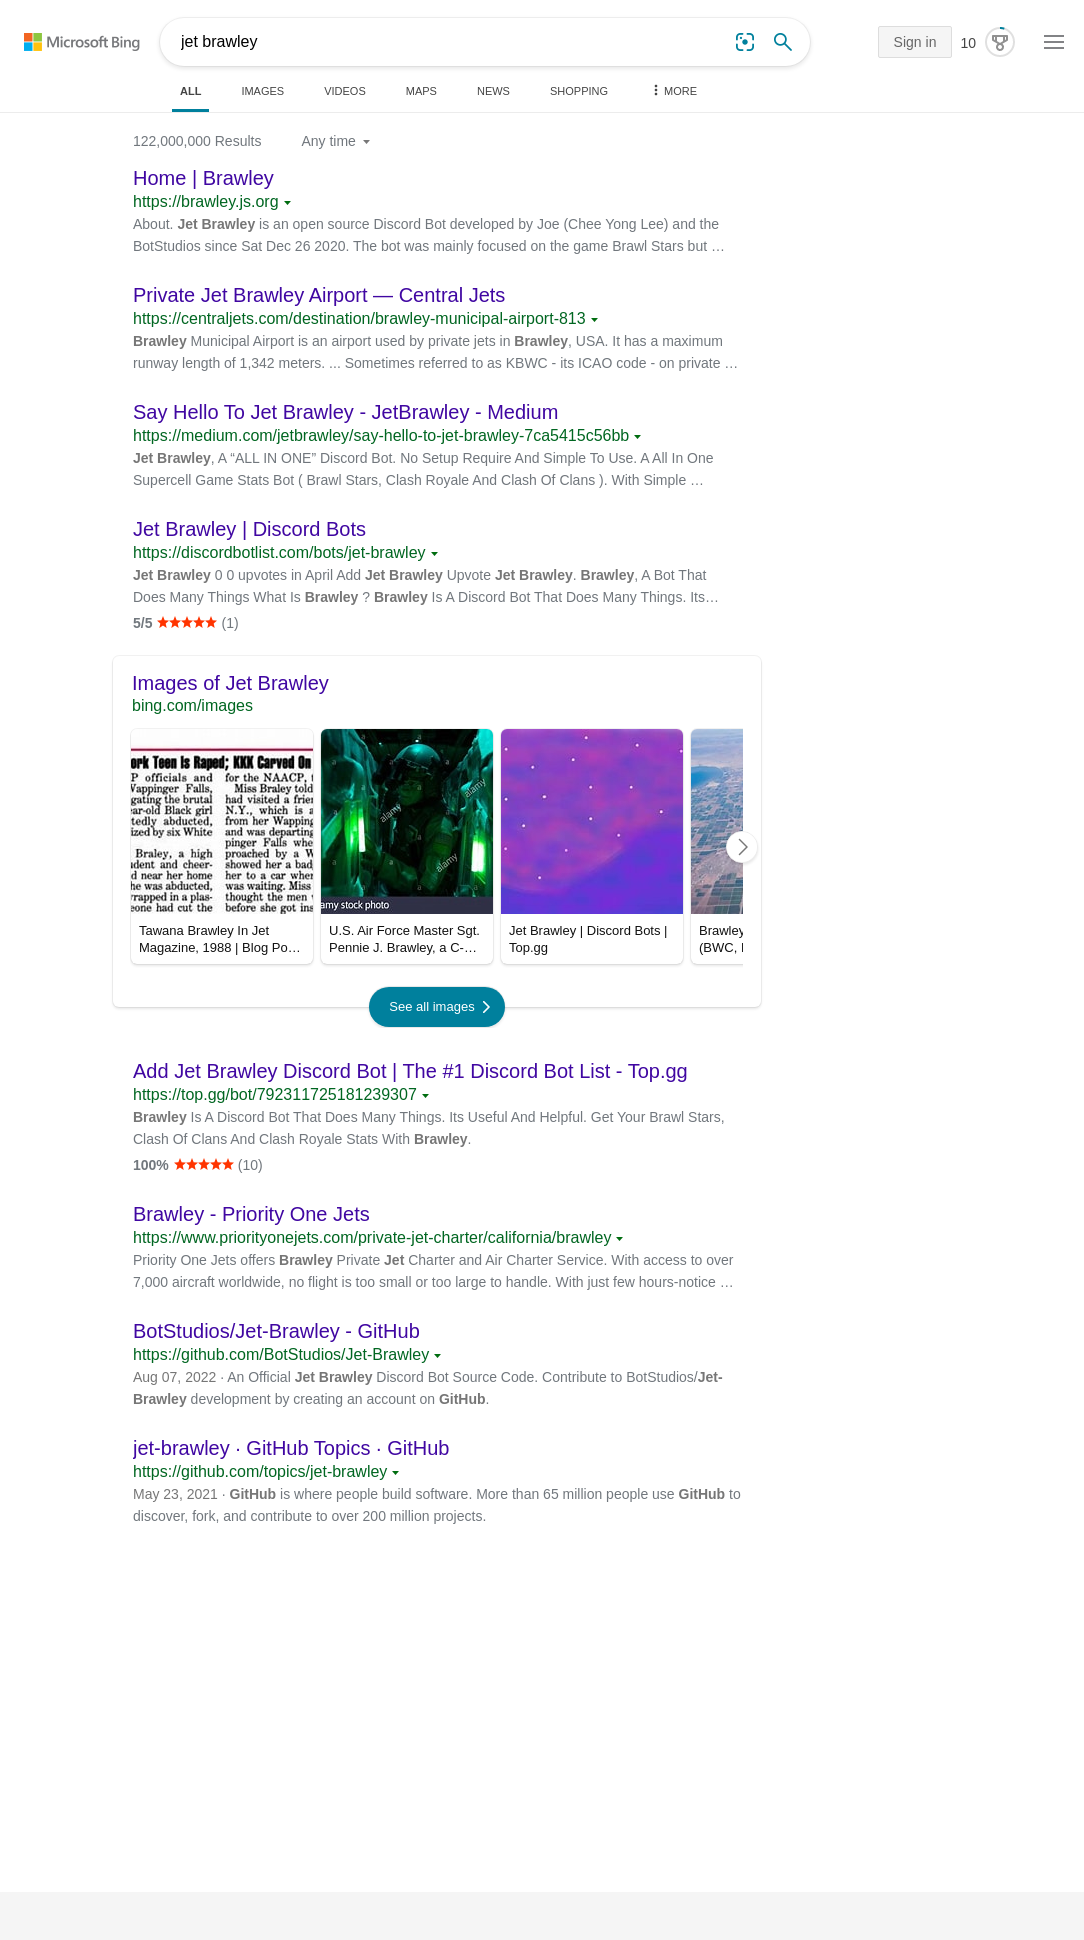 Microsoft Bing
jet brawley
Sign in
10
ALL IMAGES VIDEOS MAPS NEWS SHOPPING MORE
122,000,000 Results Any time
Home | Brawley
https://brawley.js.org
About. Jet Brawley is an open source Discord Bot developed by Joe (Chee Yong Lee) and the
BotStudios since Sat Dec 26 2020. The bot was mainly focused on the game Brawl Stars but …
Private Jet Brawley Airport — Central Jets
https://centraljets.com/destination/brawley-municipal-airport-813
Brawley Municipal Airport is an airport used by private jets in Brawley, USA. It has a maximum
runway length of 1,342 meters. ... Sometimes referred to as KBWC - its ICAO code - on private …
Say Hello To Jet Brawley - JetBrawley - Medium
https://medium.com/jetbrawley/say-hello-to-jet-brawley-7ca5415c56bb
Jet Brawley, A “ALL IN ONE” Discord Bot. No Setup Require And Simple To Use. A All In One
Supercell Game Stats Bot ( Brawl Stars, Clash Royale And Clash Of Clans ). With Simple …
Jet Brawley | Discord Bots
https://discordbotlist.com/bots/jet-brawley
Jet Brawley 0 0 upvotes in April Add Jet Brawley Upvote Jet Brawley. Brawley, A Bot That
Does Many Things What Is Brawley ? Brawley Is A Discord Bot That Does Many Things. Its…
5/5 (1)
Images of Jet Brawley
bing.com/images
ork Teen Is Raped; KKK Carved On
P officials and
Wappinger Falls,
gating the brutal
ear-old Black girl
tedly abducted,
ized by six White
Braley, a high
dent and cheer-
d near her home
he was abducted,
wrapped in a plas-
eone had cut the
for the NAACP, t
Miss Braley told
had visited a frier
N.Y., which is a
from her Wapping
and was departing
pinger Falls whe
proached by a W
showed her a bad
her to a car wher
was waiting. Miss
thought the men
before she got ins
alamy
alamy
alamy
amy stock photo
Tawana Brawley In Jet
Magazine, 1988 | Blog Po…
U.S. Air Force Master Sgt.
Pennie J. Brawley, a C-…
Jet Brawley | Discord Bots |
Top.gg
Brawley
(BWC,
See all images
Add Jet Brawley Discord Bot | The #1 Discord Bot List - Top.gg
https://top.gg/bot/792311725181239307
Brawley Is A Discord Bot That Does Many Things. Its Useful And Helpful. Get Your Brawl Stars,
Clash Of Clans And Clash Royale Stats With Brawley.
100% (10)
Brawley - Priority One Jets
https://www.priorityonejets.com/private-jet-charter/california/brawley
Priority One Jets offers Brawley Private Jet Charter and Air Charter Service. With access to over
7,000 aircraft worldwide, no flight is too small or too large to handle. With just few hours-notice …
BotStudios/Jet-Brawley - GitHub
https://github.com/BotStudios/Jet-Brawley
Aug 07, 2022 · An Official Jet Brawley Discord Bot Source Code. Contribute to BotStudios/Jet-
Brawley development by creating an account on GitHub.
jet-brawley · GitHub Topics · GitHub
https://github.com/topics/jet-brawley
May 23, 2021 · GitHub is where people build software. More than 65 million people use GitHub to
discover, fork, and contribute to over 200 million projects.